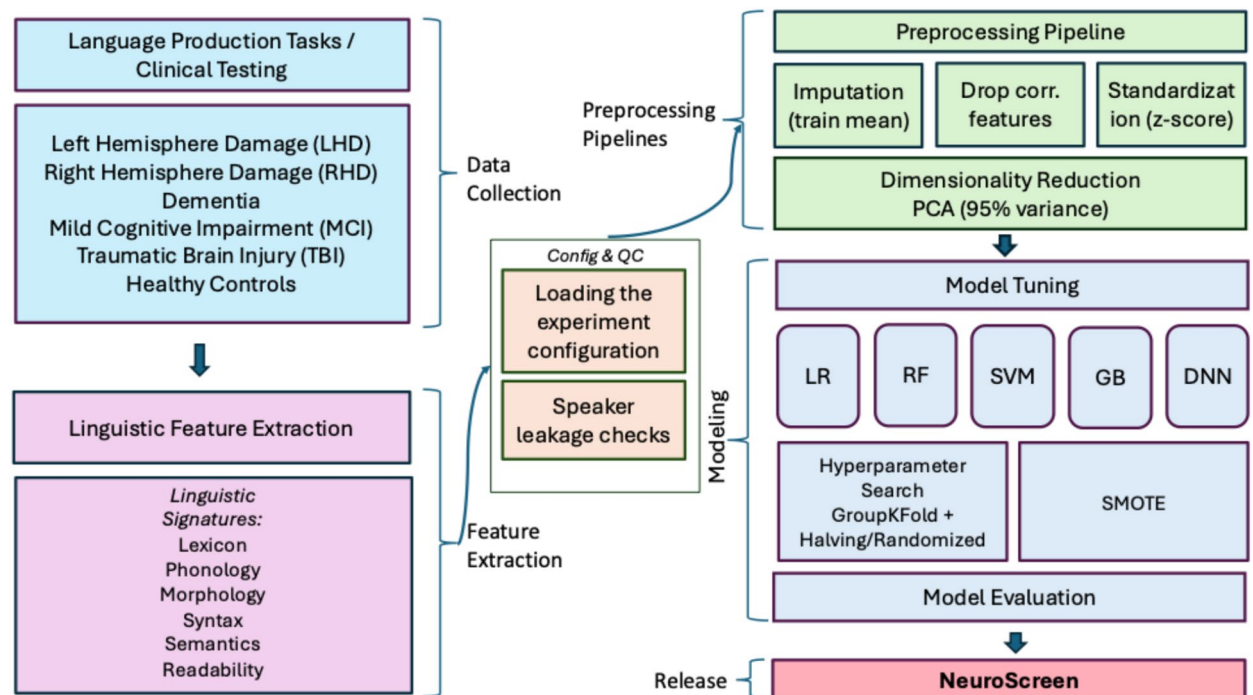 Language Production Tasks /
Clinical Testing
Left Hemisphere Damage (LHD)
Right Hemisphere Damage (RHD)
Dementia
Mild Cognitive Impairment (MCI)
Traumatic Brain Injury (TBI)
Healthy Controls
Data
Collection
Linguistic Feature Extraction
Linguistic
Signatures:
Lexicon
Phonology
Morphology
Syntax
Semantics
Readability
Feature
Extraction
Config & QC
Loading the
experiment
configuration
Speaker
leakage checks
Preprocessing
Pipelines
Preprocessing Pipeline
Imputation
(train mean)
Drop corr.
features
Standardizat
ion (z-score)
Dimensionality Reduction
PCA (95% variance)
Modeling
Model Tuning
LR
RF
SVM
GB
DNN
Hyperparameter
Search
GroupKFold +
Halving/Randomized
SMOTE
Model Evaluation
Release
NeuroScreen